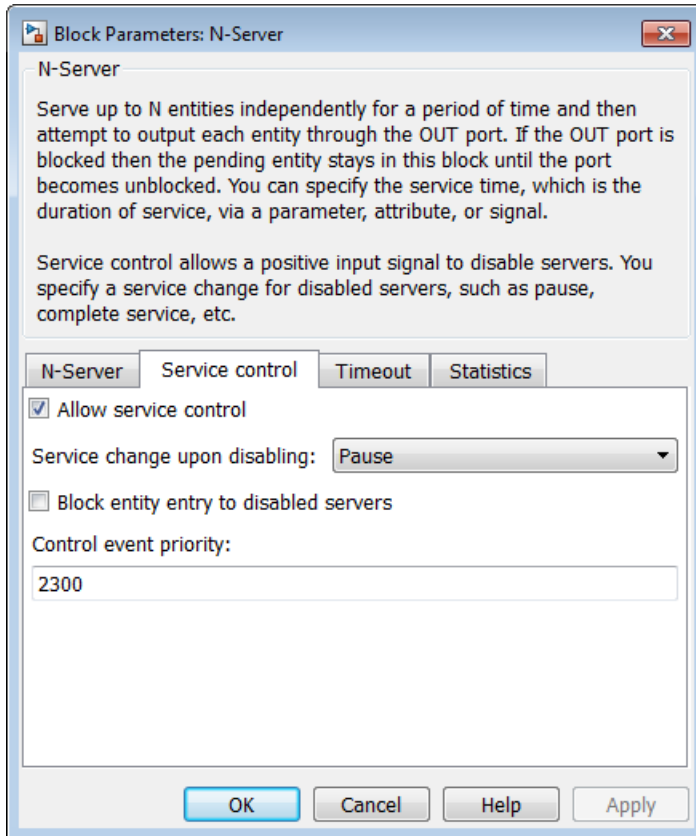 Block Parameters: N-Server
N-Server
Serve up to N entities independently for a period of time and then
attempt to output each entity through the OUT port. If the OUT port is
blocked then the pending entity stays in this block until the port
becomes unblocked. You can specify the service time, which is the
duration of service, via a parameter, attribute, or signal.
Service control allows a positive input signal to disable servers. You
specify a service change for disabled servers, such as pause,
complete service, etc.
N-Server Service control Timeout Statistics
Allow service control
Service change upon disabling: Pause
Block entity entry to disabled servers
Control event priority:
2300
OK Cancel Help Apply